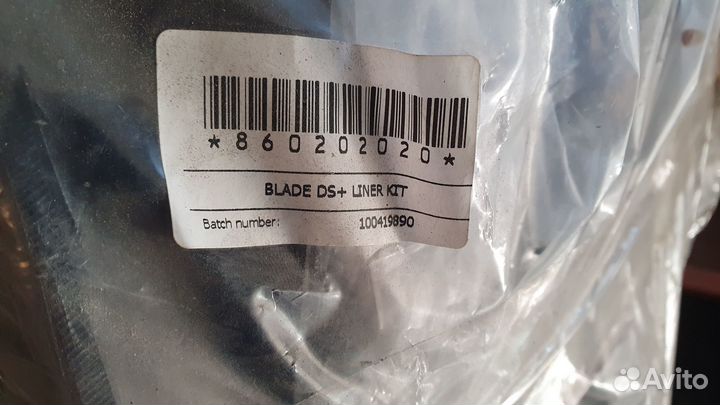 *860202020*
BLADE DS+ LINER KIT
Batch number: 100419890
Avito